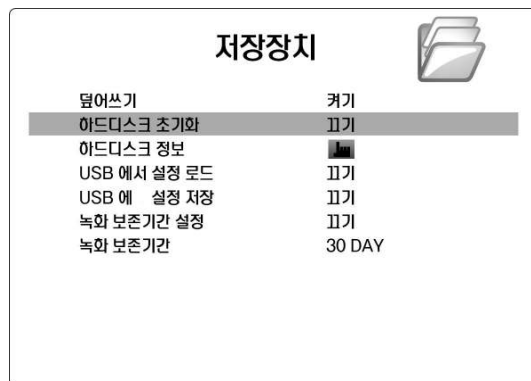 저장장치
덮어쓰기 켜기
하드디스크 초기화 끄기
하드디스크 정보
USB 에서 설정 로드 끄기
USB 에 설정 저장 끄기
녹화 보존기간 설정 끄기
녹화 보존기간 30 DAY